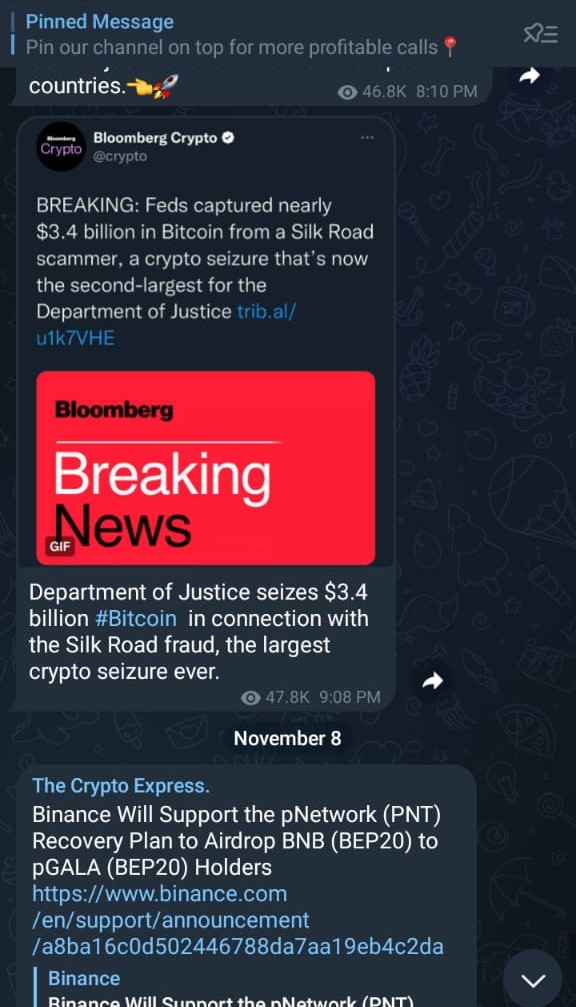 Pinned Message
Pin our channel on top for more profitable calls📍
countries.👈🚀
46.8K 8:10 PM
Bloomberg
Crypto
Bloomberg Crypto
@crypto
BREAKING: Feds captured nearly
$3.4 billion in Bitcoin from a Silk Road
scammer, a crypto seizure that’s now
the second-largest for the
Department of Justice trib.al/
u1k7VHE
Bloomberg
Breaking
News
GIF
Department of Justice seizes $3.4
billion #Bitcoin in connection with
the Silk Road fraud, the largest
crypto seizure ever.
47.8K 9:08 PM
November 8
The Crypto Express.
Binance Will Support the pNetwork (PNT)
Recovery Plan to Airdrop BNB (BEP20) to
pGALA (BEP20) Holders
https://www.binance.com
/en/support/announcement
/a8ba16c0d502446788da7aa19eb4c2da
Binance
Binance Will Support the pNetwork (PNT)